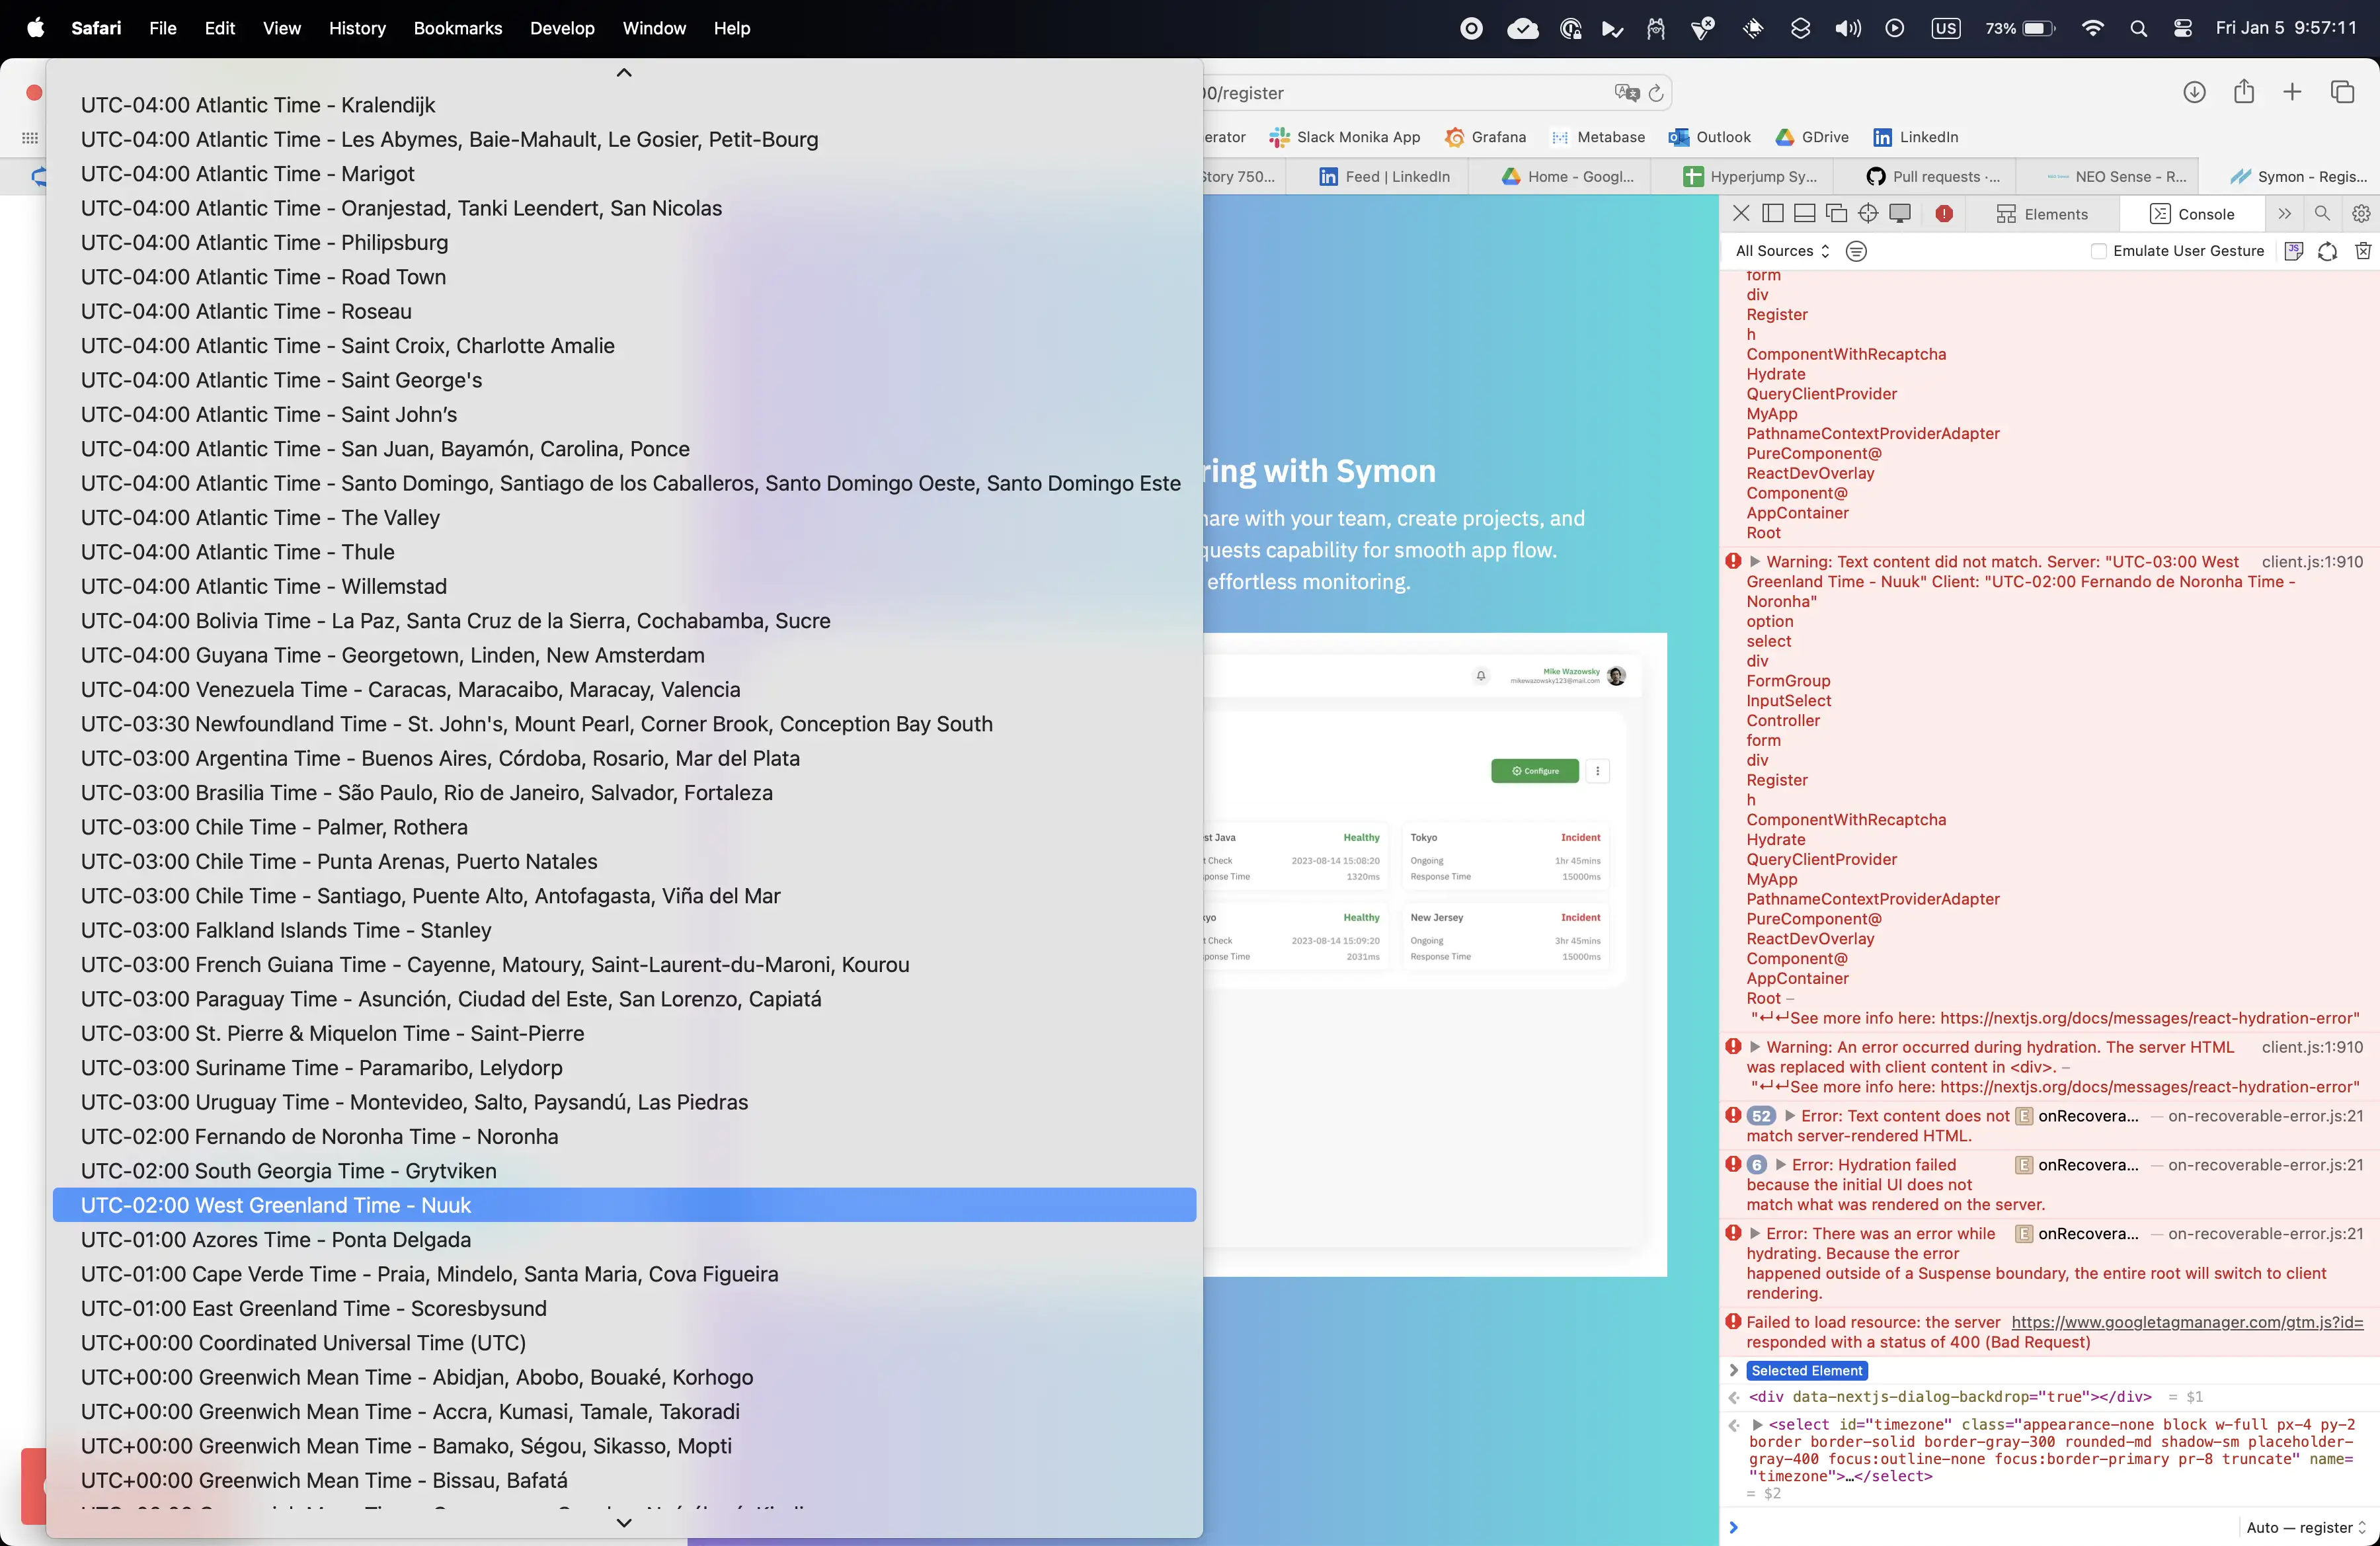 Safari File Edit View History Bookmarks Develop Window Help
US 73% Fri Jan 5 9:57:11
/register
Slack Monika App Grafana Metabase Outlook GDrive LinkedIn
Story 750... Feed | LinkedIn Home - Googl... Hyperjump Sy... Pull requests ·... NEO Sense - R... Symon - Regis...
UTC-04:00 Atlantic Time - Kralendijk
UTC-04:00 Atlantic Time - Les Abymes, Baie-Mahault, Le Gosier, Petit-Bourg
UTC-04:00 Atlantic Time - Marigot
UTC-04:00 Atlantic Time - Oranjestad, Tanki Leendert, San Nicolas
UTC-04:00 Atlantic Time - Philipsburg
UTC-04:00 Atlantic Time - Road Town
UTC-04:00 Atlantic Time - Roseau
UTC-04:00 Atlantic Time - Saint Croix, Charlotte Amalie
UTC-04:00 Atlantic Time - Saint George's
UTC-04:00 Atlantic Time - Saint John’s
UTC-04:00 Atlantic Time - San Juan, Bayamón, Carolina, Ponce
UTC-04:00 Atlantic Time - Santo Domingo, Santiago de los Caballeros, Santo Domingo Oeste, Santo Domingo Este
UTC-04:00 Atlantic Time - The Valley
UTC-04:00 Atlantic Time - Thule
UTC-04:00 Atlantic Time - Willemstad
UTC-04:00 Bolivia Time - La Paz, Santa Cruz de la Sierra, Cochabamba, Sucre
UTC-04:00 Guyana Time - Georgetown, Linden, New Amsterdam
UTC-04:00 Venezuela Time - Caracas, Maracaibo, Maracay, Valencia
UTC-03:30 Newfoundland Time - St. John's, Mount Pearl, Corner Brook, Conception Bay South
UTC-03:00 Argentina Time - Buenos Aires, Córdoba, Rosario, Mar del Plata
UTC-03:00 Brasilia Time - São Paulo, Rio de Janeiro, Salvador, Fortaleza
UTC-03:00 Chile Time - Palmer, Rothera
UTC-03:00 Chile Time - Punta Arenas, Puerto Natales
UTC-03:00 Chile Time - Santiago, Puente Alto, Antofagasta, Viña del Mar
UTC-03:00 Falkland Islands Time - Stanley
UTC-03:00 French Guiana Time - Cayenne, Matoury, Saint-Laurent-du-Maroni, Kourou
UTC-03:00 Paraguay Time - Asunción, Ciudad del Este, San Lorenzo, Capiatá
UTC-03:00 St. Pierre & Miquelon Time - Saint-Pierre
UTC-03:00 Suriname Time - Paramaribo, Lelydorp
UTC-03:00 Uruguay Time - Montevideo, Salto, Paysandú, Las Piedras
UTC-02:00 Fernando de Noronha Time - Noronha
UTC-02:00 South Georgia Time - Grytviken
UTC-02:00 West Greenland Time - Nuuk
UTC-01:00 Azores Time - Ponta Delgada
UTC-01:00 Cape Verde Time - Praia, Mindelo, Santa Maria, Cova Figueira
UTC-01:00 East Greenland Time - Scoresbysund
UTC+00:00 Coordinated Universal Time (UTC)
UTC+00:00 Greenwich Mean Time - Abidjan, Abobo, Bouaké, Korhogo
UTC+00:00 Greenwich Mean Time - Accra, Kumasi, Tamale, Takoradi
UTC+00:00 Greenwich Mean Time - Bamako, Ségou, Sikasso, Mopti
UTC+00:00 Greenwich Mean Time - Bissau, Bafatá
ring with Symon
with your team, create projects, and
capability for smooth app flow.
effortless monitoring.
Mike Wazowsky
mikewazowsky123@mail.com
Configure
st Java Healthy
t Check 2023-08-14 15:08:20
ponse Time 1320ms
Tokyo Incident
Ongoing 1hr 45mins
Response Time 15000ms
kyo Healthy
t Check 2023-08-14 15:09:20
ponse Time 2031ms
New Jersey Incident
Ongoing 3hr 45mins
Response Time 15000ms
Elements Console
All Sources Emulate User Gesture
form
div
Register
h
ComponentWithRecaptcha
Hydrate
QueryClientProvider
MyApp
PathnameContextProviderAdapter
PureComponent@
ReactDevOverlay
Component@
AppContainer
Root
Warning: Text content did not match. Server: "UTC-03:00 West client.js:1:910
Greenland Time - Nuuk" Client: "UTC-02:00 Fernando de Noronha Time -
Noronha"
option
select
div
FormGroup
InputSelect
Controller
form
div
Register
h
ComponentWithRecaptcha
Hydrate
QueryClientProvider
MyApp
PathnameContextProviderAdapter
PureComponent@
ReactDevOverlay
Component@
AppContainer
Root –
"↩↩See more info here: https://nextjs.org/docs/messages/react-hydration-error"
Warning: An error occurred during hydration. The server HTML client.js:1:910
was replaced with client content in <div>. –
"↩↩See more info here: https://nextjs.org/docs/messages/react-hydration-error"
52 Error: Text content does not E onRecovera... — on-recoverable-error.js:21
match server-rendered HTML.
6 Error: Hydration failed E onRecovera... — on-recoverable-error.js:21
because the initial UI does not
match what was rendered on the server.
Error: There was an error while E onRecovera... — on-recoverable-error.js:21
hydrating. Because the error
happened outside of a Suspense boundary, the entire root will switch to client
rendering.
Failed to load resource: the server https://www.googletagmanager.com/gtm.js?id=
responded with a status of 400 (Bad Request)
Selected Element
<div data-nextjs-dialog-backdrop="true"></div> = $1
<select id="timezone" class="appearance-none block w-full px-4 py-2
border border-solid border-gray-300 rounded-md shadow-sm placeholder-
gray-400 focus:outline-none focus:border-primary pr-8 truncate" name=
"timezone">…</select>
= $2
Auto — register